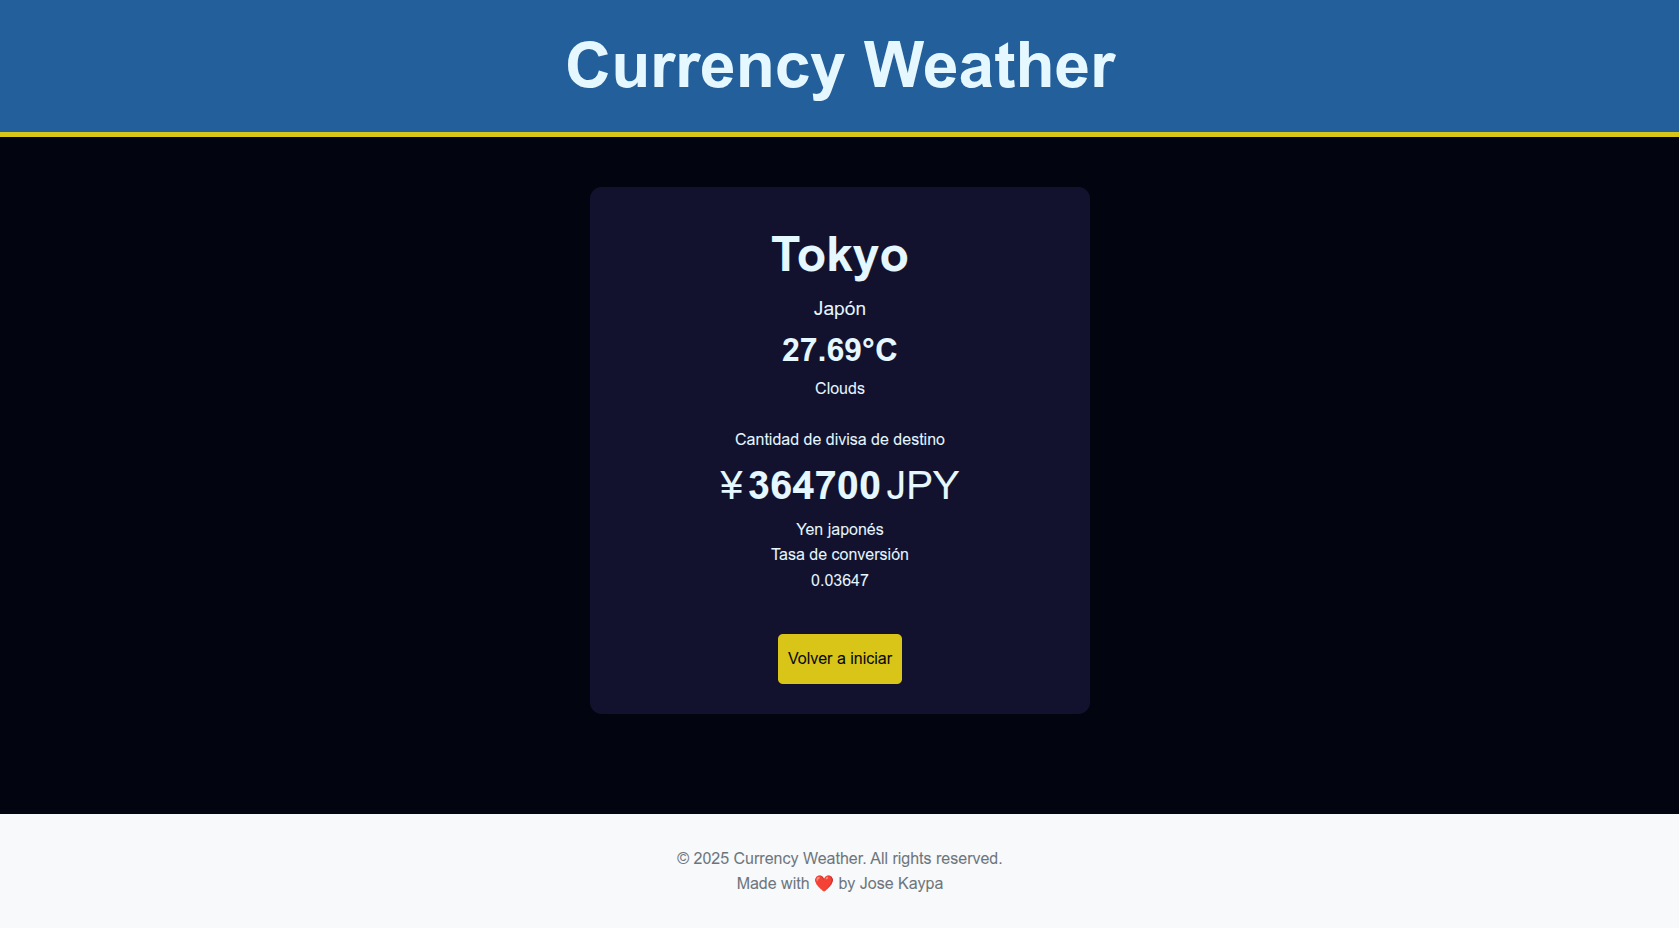 Currency Weather
Tokyo
Japón
27.69°C
Clouds
Cantidad de divisa de destino
¥ 364700 JPY
Yen japonés
Tasa de conversión
0.03647
Volver a iniciar
© 2025 Currency Weather. All rights reserved.
Made with ❤️ by Jose Kaypa